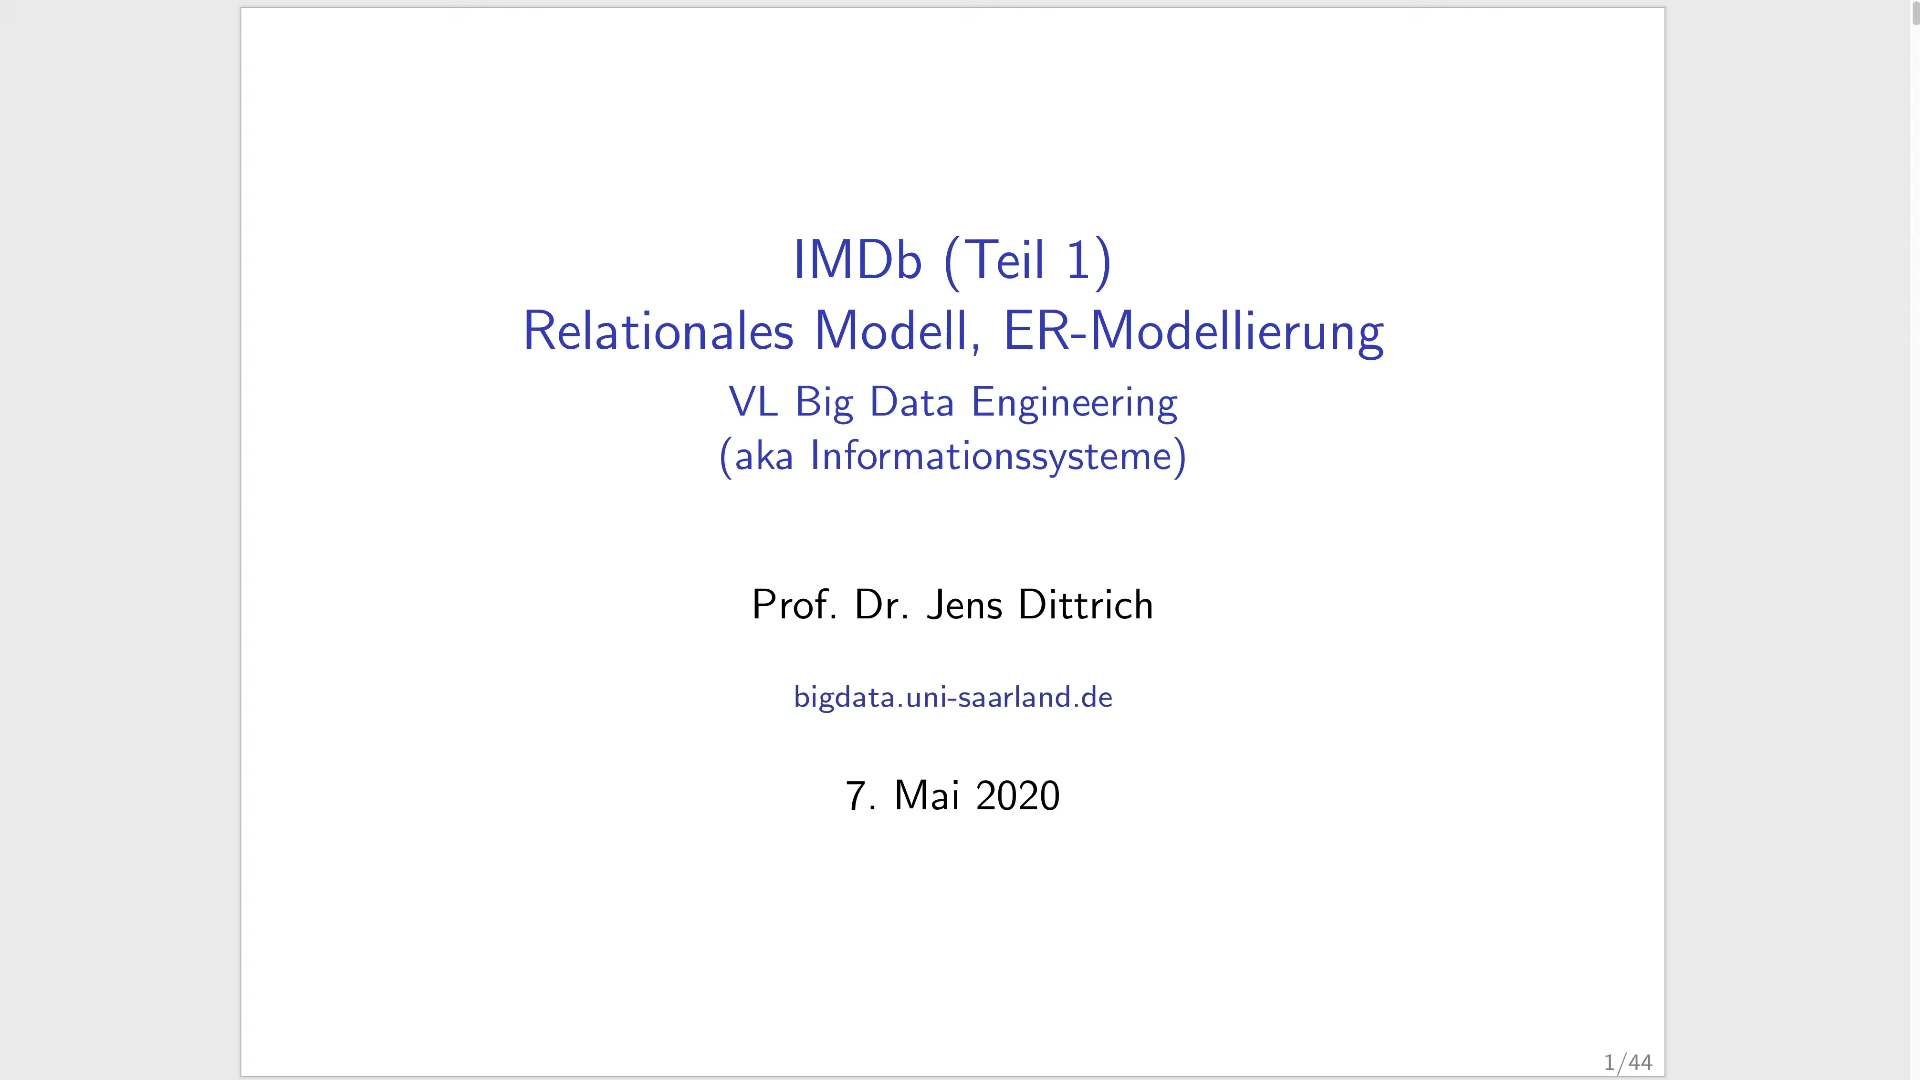 IMDb (Teil 1)
Relationales Modell, ER-Modellierung
VL Big Data Engineering
(aka Informationssysteme)
Prof. Dr. Jens Dittrich
bigdata.uni-saarland.de
7. Mai 2020
1/44